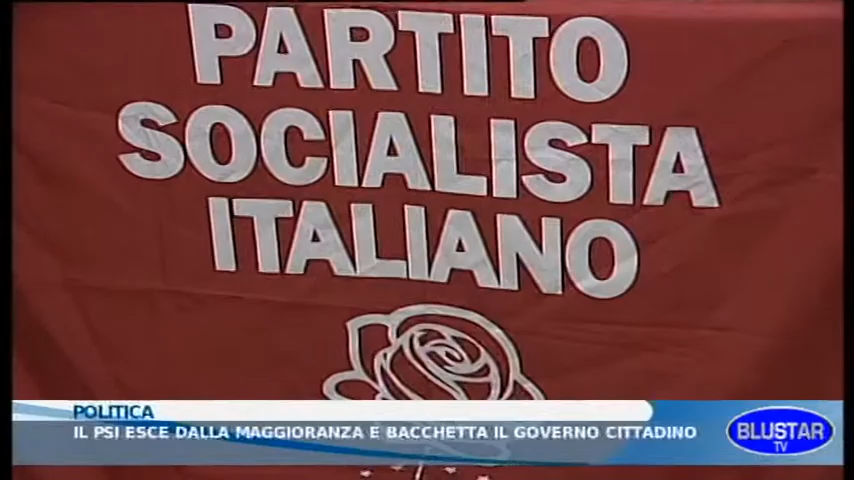 PARTITO
SOCIALISTA
ITALIANO
POLITICA
IL PSI ESCE DALLA MAGGIORANZA E BACCHETTA IL GOVERNO CITTADINO
BLUSTAR
TV